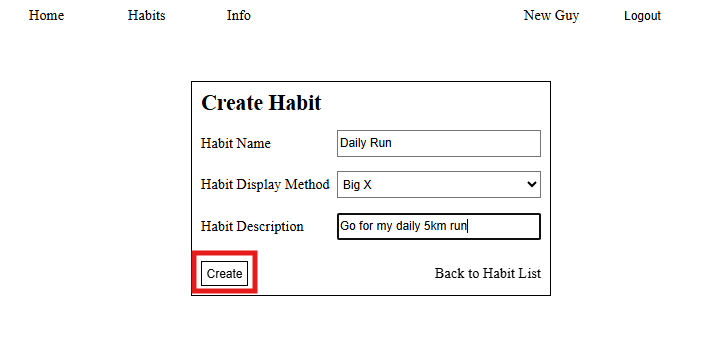 Home Habits Info New Guy Logout
Create Habit
Habit Name Daily Run
Habit Display Method Big X
Habit Description Go for my daily 5km run
Create Back to Habit List